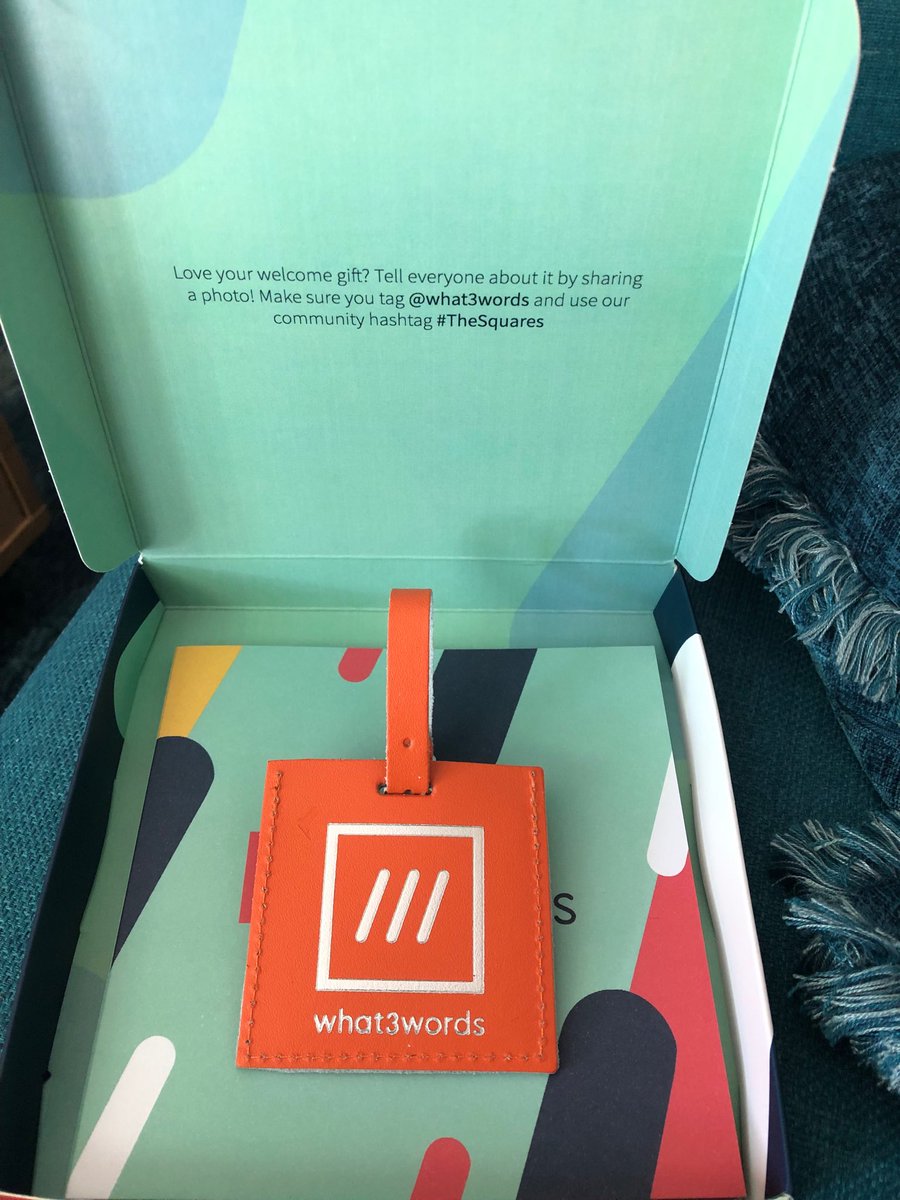 Love your welcome gift? Tell everyone about it by sharing
a photo! Make sure you tag @what3words and use our
community hashtag #TheSquares
s
what3words